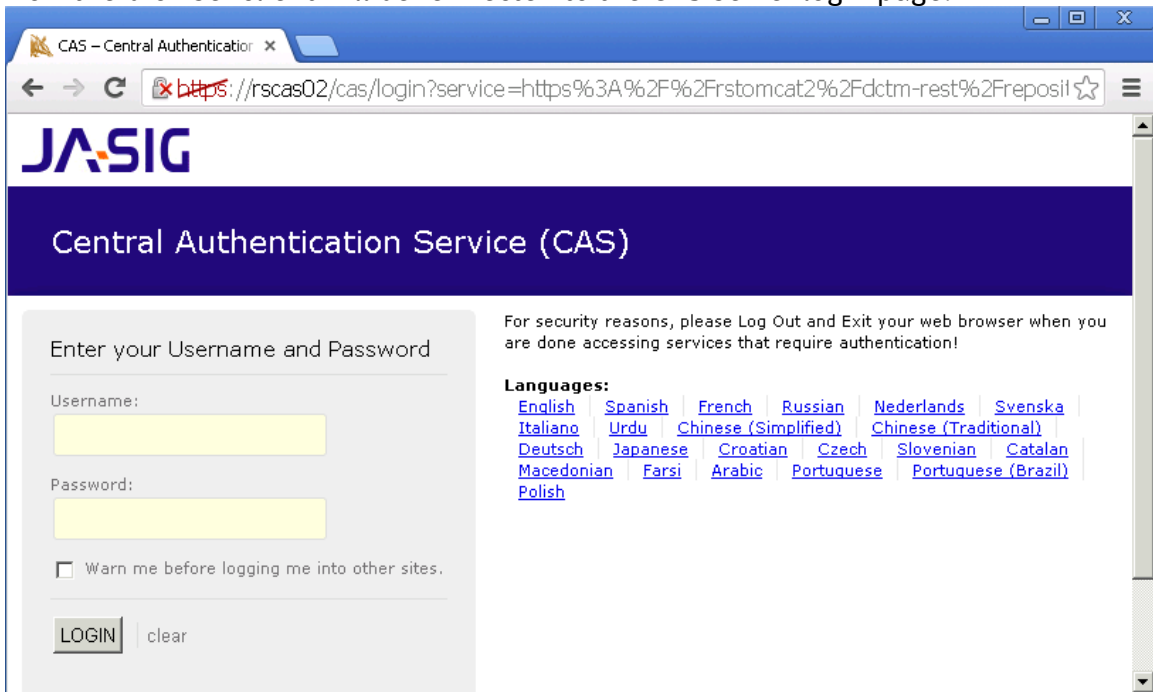 CAS – Central Authentication
https://rscas02/cas/login?service=https%3A%2F%2Frstomcat2%2Fdctm-rest%2Freposit
JA-SIG
Central Authentication Service (CAS)
Enter your Username and Password
Username:
Password:
Warn me before logging me into other sites.
LOGIN clear
For security reasons, please Log Out and Exit your web browser when you
are done accessing services that require authentication!
Languages:
English Spanish French Russian Nederlands Svenska
Italiano Urdu Chinese (Simplified) Chinese (Traditional)
Deutsch Japanese Croatian Czech Slovenian Catalan
Macedonian Farsi Arabic Portuguese Portuguese (Brazil)
Polish